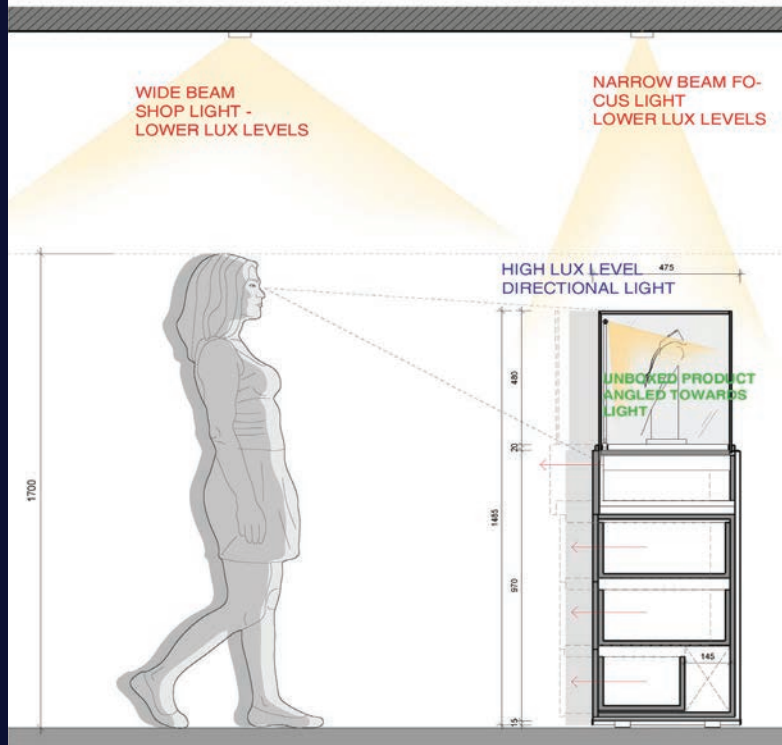 WIDE BEAM
SHOP LIGHT -
LOWER LUX LEVELS
NARROW BEAM FO-
CUS LIGHT
LOWER LUX LEVELS
HIGH LUX LEVEL
DIRECTIONAL LIGHT
475
UNBOXED PRODUCT
ANGLED TOWARDS
LIGHT
480
20
1700
1485
970
145
15